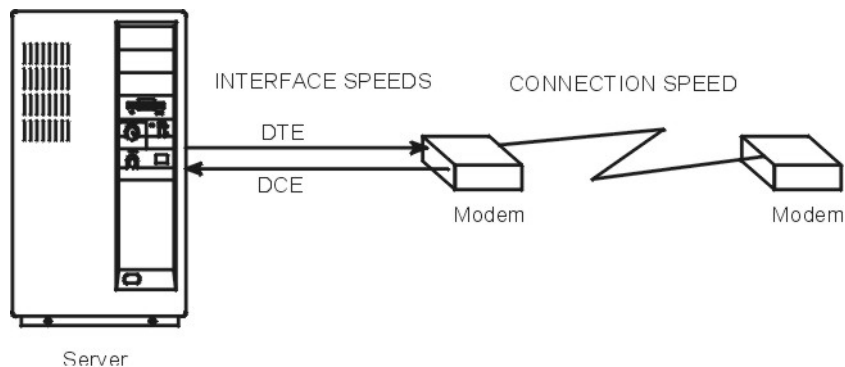 INTERFACE SPEEDS
CONNECTION SPEED
DTE
DCE
Modem
Modem
Server